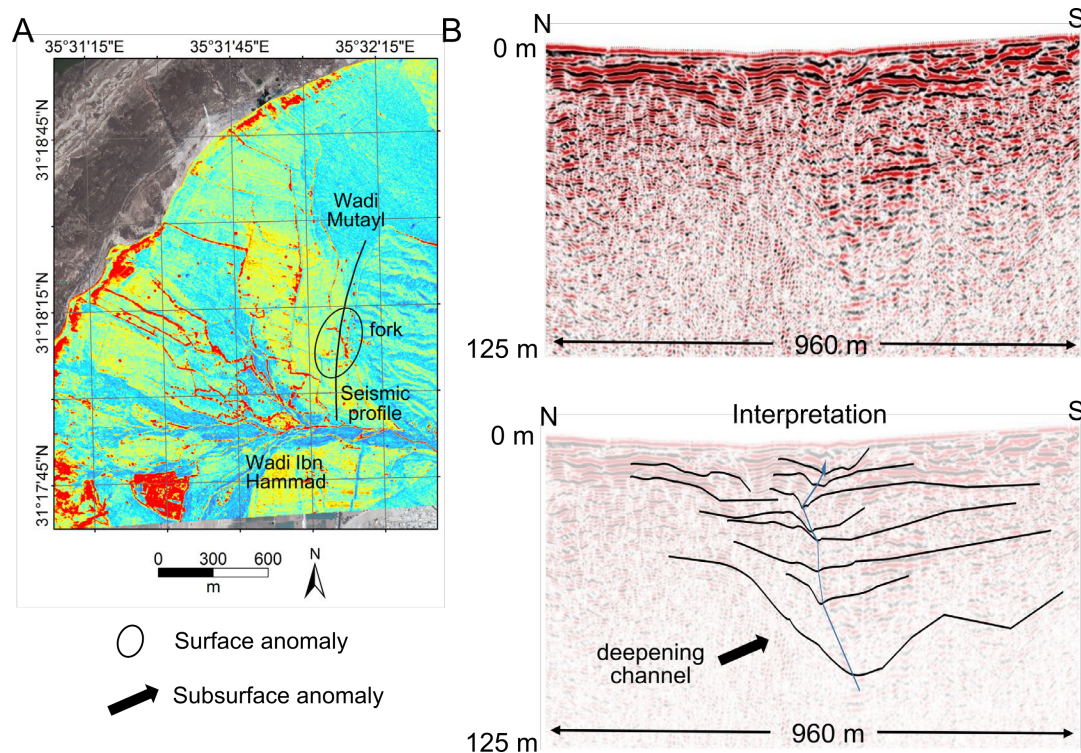 A
35°31'15"E
35°31'45"E
35°32'15"E
31°18'45"N
31°18'15"N
31°17'45"N
Wadi
Mutayl
fork
Seismic
profile
Wadi Ibn
Hammad
0
300
600
m
N
Surface anomaly
Subsurface anomaly
B
N
S
0 m
125 m
960 m
N
Interpretation
S
0 m
deepening
channel
125 m
960 m